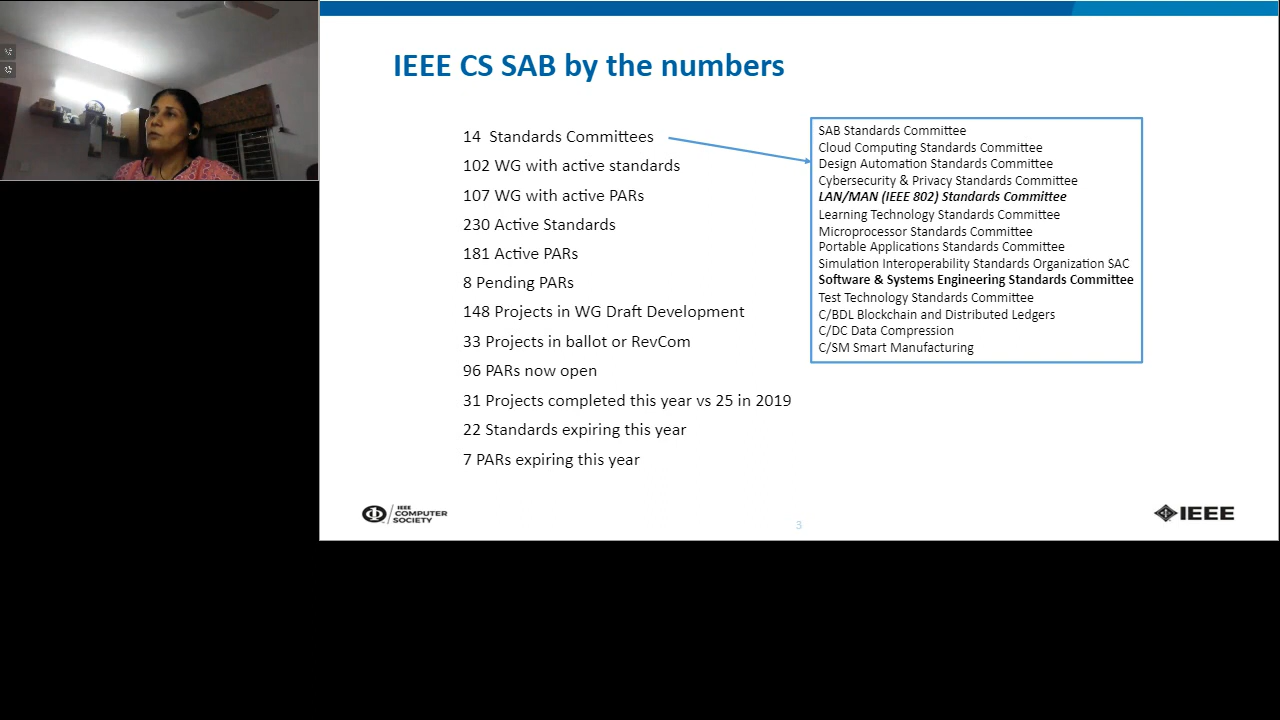 IEEE CS SAB by the numbers
14 Standards Committees
102 WG with active standards
107 WG with active PARs
230 Active Standards
181 Active PARs
8 Pending PARs
148 Projects in WG Draft Development
33 Projects in ballot or RevCom
96 PARs now open
31 Projects completed this year vs 25 in 2019
22 Standards expiring this year
7 PARs expiring this year
SAB Standards Committee
Cloud Computing Standards Committee
Design Automation Standards Committee
Cybersecurity & Privacy Standards Committee
LAN/MAN (IEEE 802) Standards Committee
Learning Technology Standards Committee
Microprocessor Standards Committee
Portable Applications Standards Committee
Simulation Interoperability Standards Organization SAC
Software & Systems Engineering Standards Committee
Test Technology Standards Committee
C/BDL Blockchain and Distributed Ledgers
C/DC Data Compression
C/SM Smart Manufacturing
IEEE
COMPUTER
SOCIETY
3
IEEE